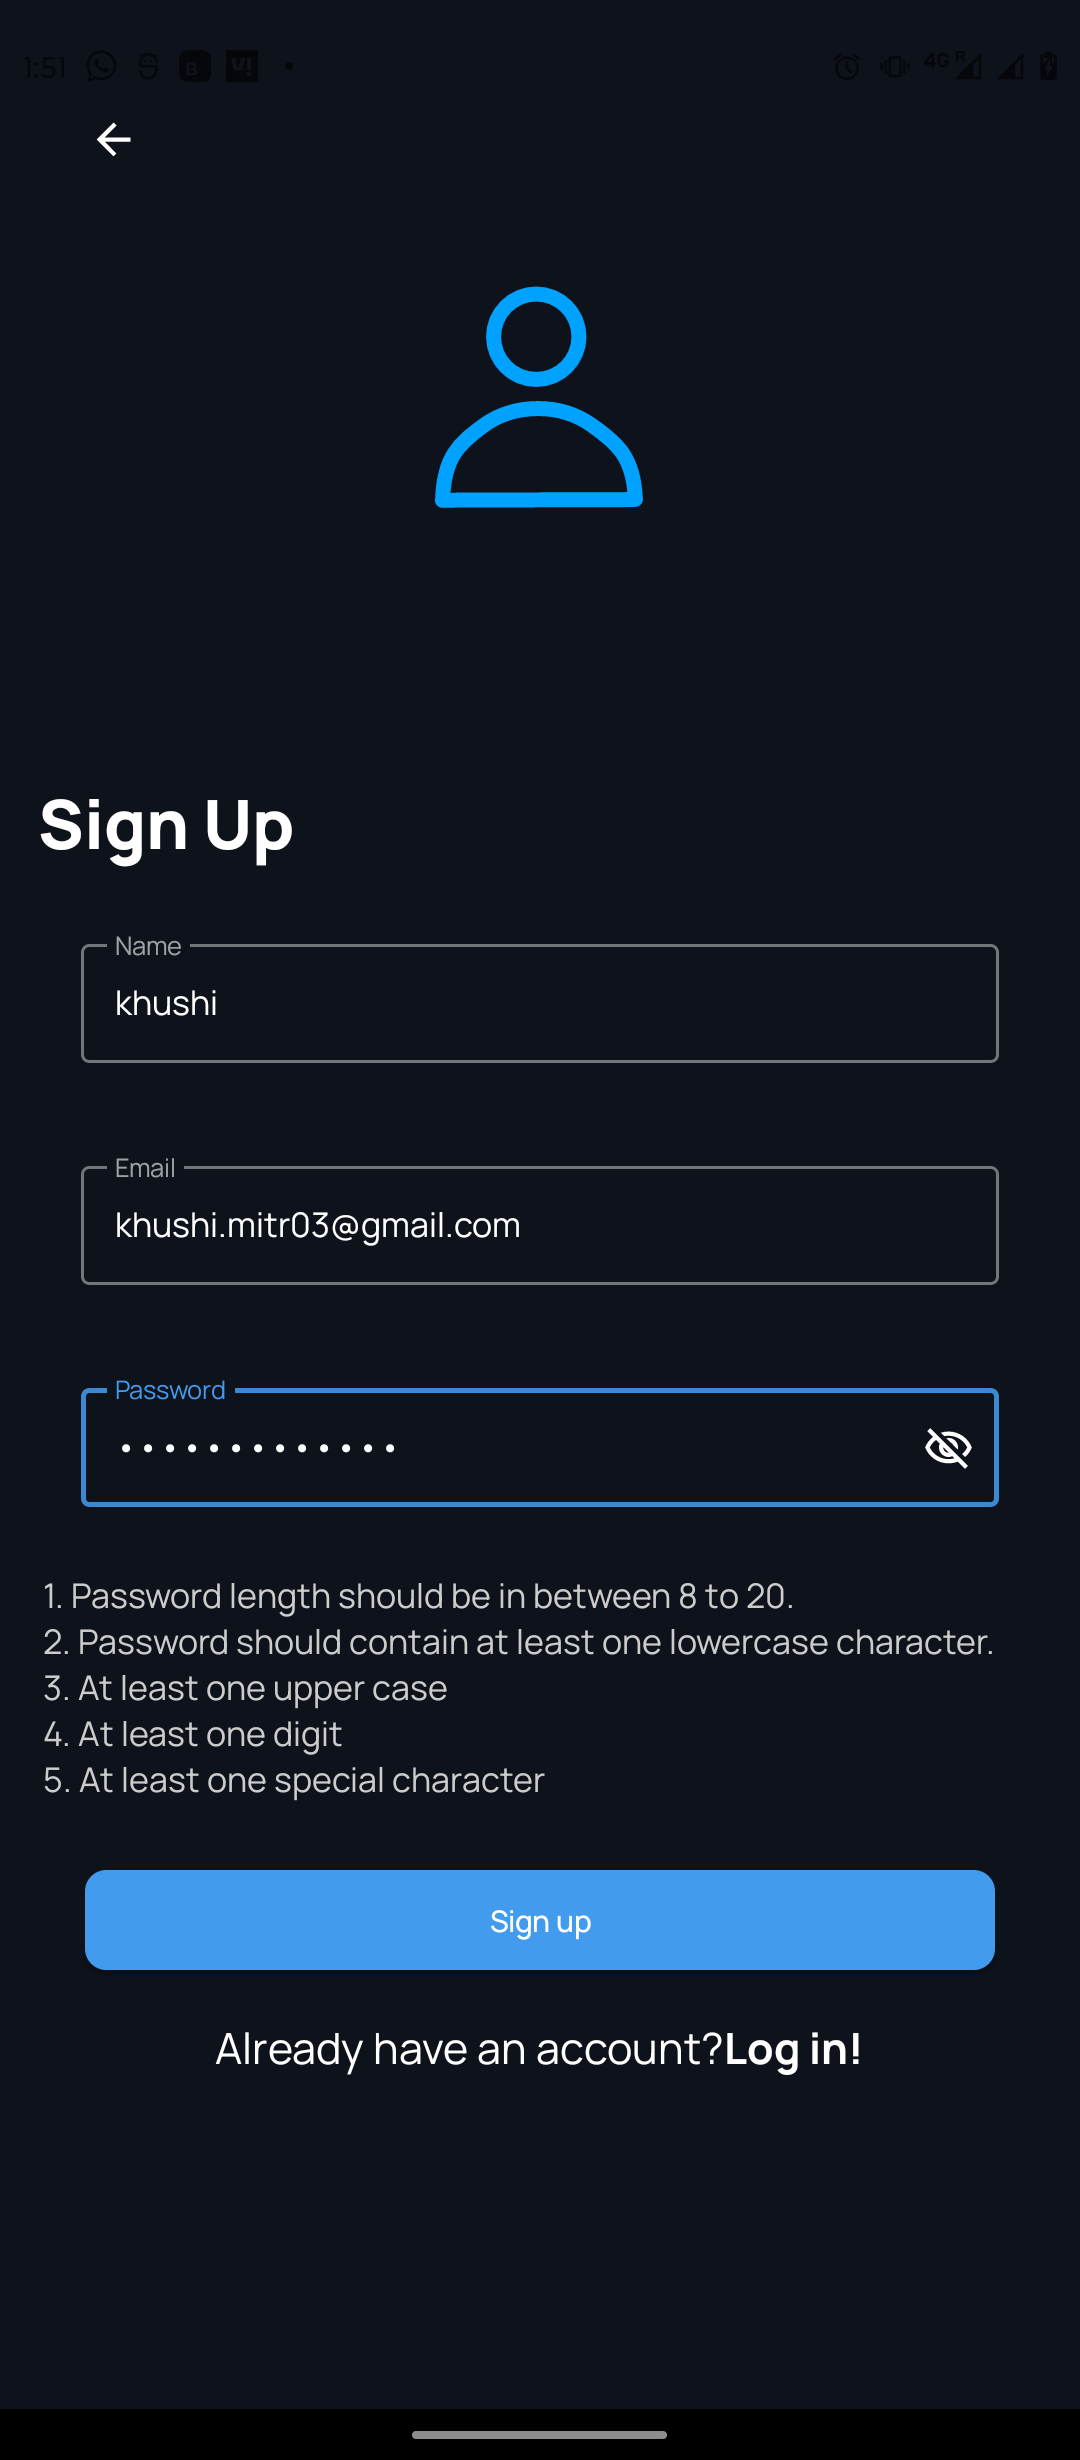 1:51
4G R
Sign Up
Name
khushi
Email
khushi.mitr03@gmail.com
Password
•••••••••••••
1. Password length should be in between 8 to 20.
2. Password should contain at least one lowercase character.
3. At least one upper case
4. At least one digit
5. At least one special character
Sign up
Already have an account?Log in!